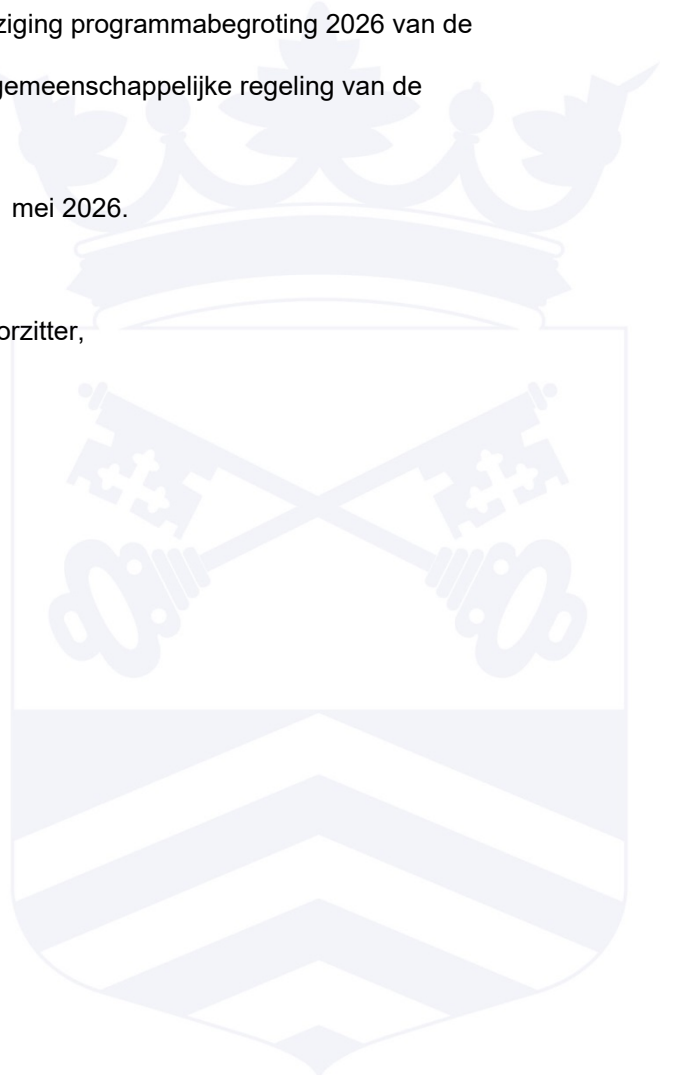 ziging programmabegroting 2026 van de
gemeenschappelijke regeling van de
mei 2026.
orzitter,